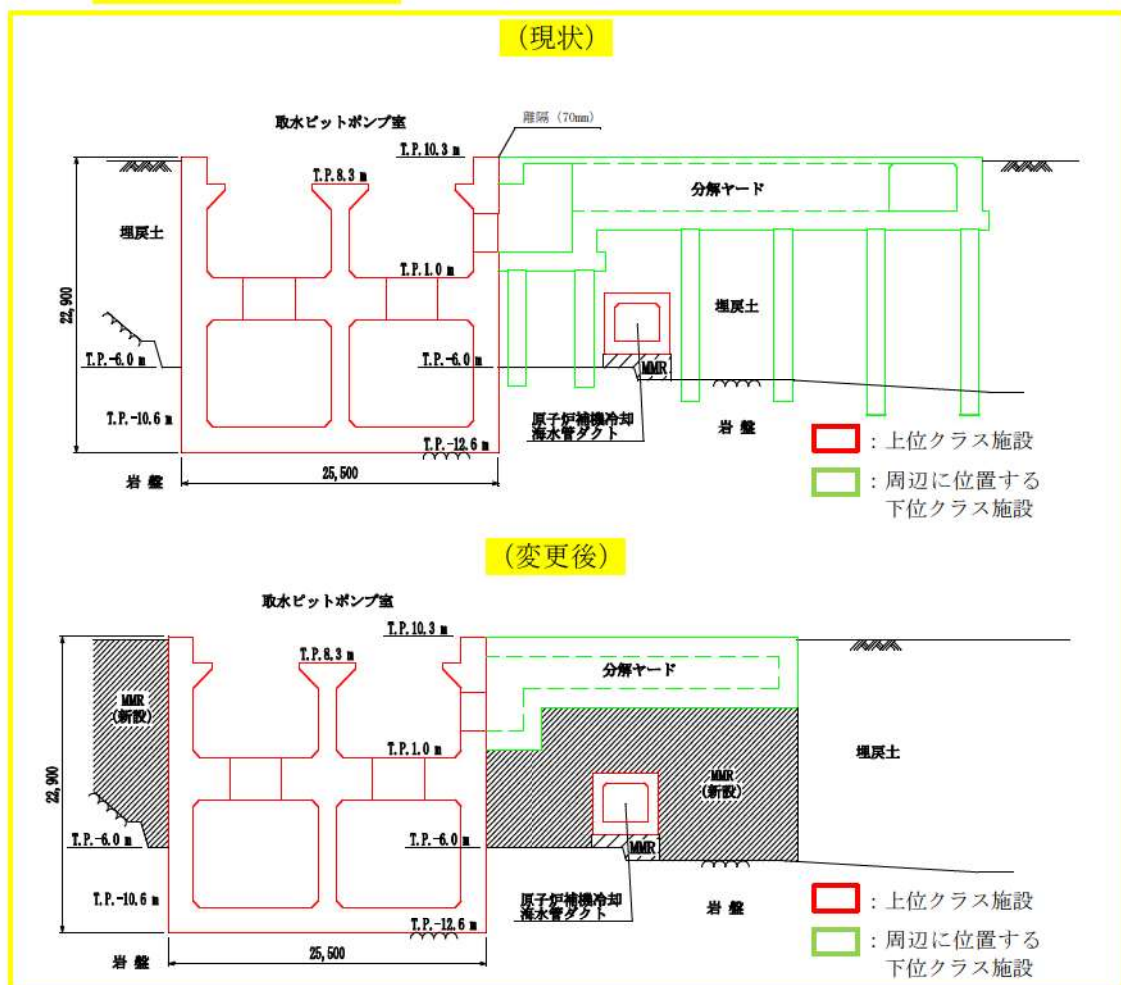 (現状)
取水ピットポンプ室
離隔 (70mm)
T.P.10.3 m
T.P.8.3 m
分解ヤード
埋戻土
T.P.1.0 m
埋戻土
22,900
T.P.-6.0 m
T.P.-6.0 m
MMR
T.P.-10.6 m
原子炉補機冷却
海水管ダクト
岩 盤
T.P.-12.6 m
岩 盤
25,500
：上位クラス施設
：周辺に位置する
下位クラス施設
(変更後)
取水ピットポンプ室
T.P.10.3 m
T.P.8.3 m
分解ヤード
MMR
(新設)
T.P.1.0 m
埋戻土
MMR
(新設)
22,900
T.P.-6.0 m
T.P.-6.0 m
MMR
T.P.-10.6 m
原子炉補機冷却
海水管ダクト
岩 盤
T.P.-12.6 m
岩 盤
25,500
：上位クラス施設
：周辺に位置する
下位クラス施設